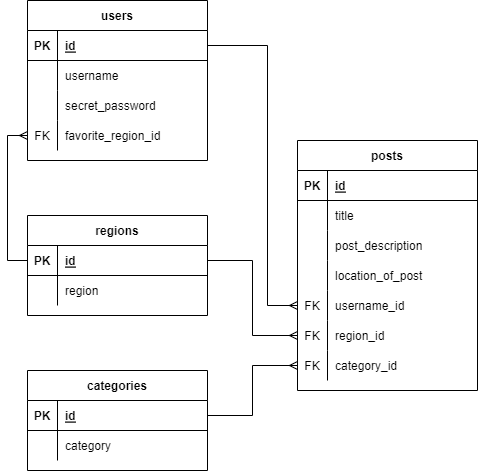 users
PK id
username
secret_password
FK favorite_region_id
regions
PK id
region
categories
PK id
category
posts
PK id
title
post_description
location_of_post
FK username_id
FK region_id
FK category_id